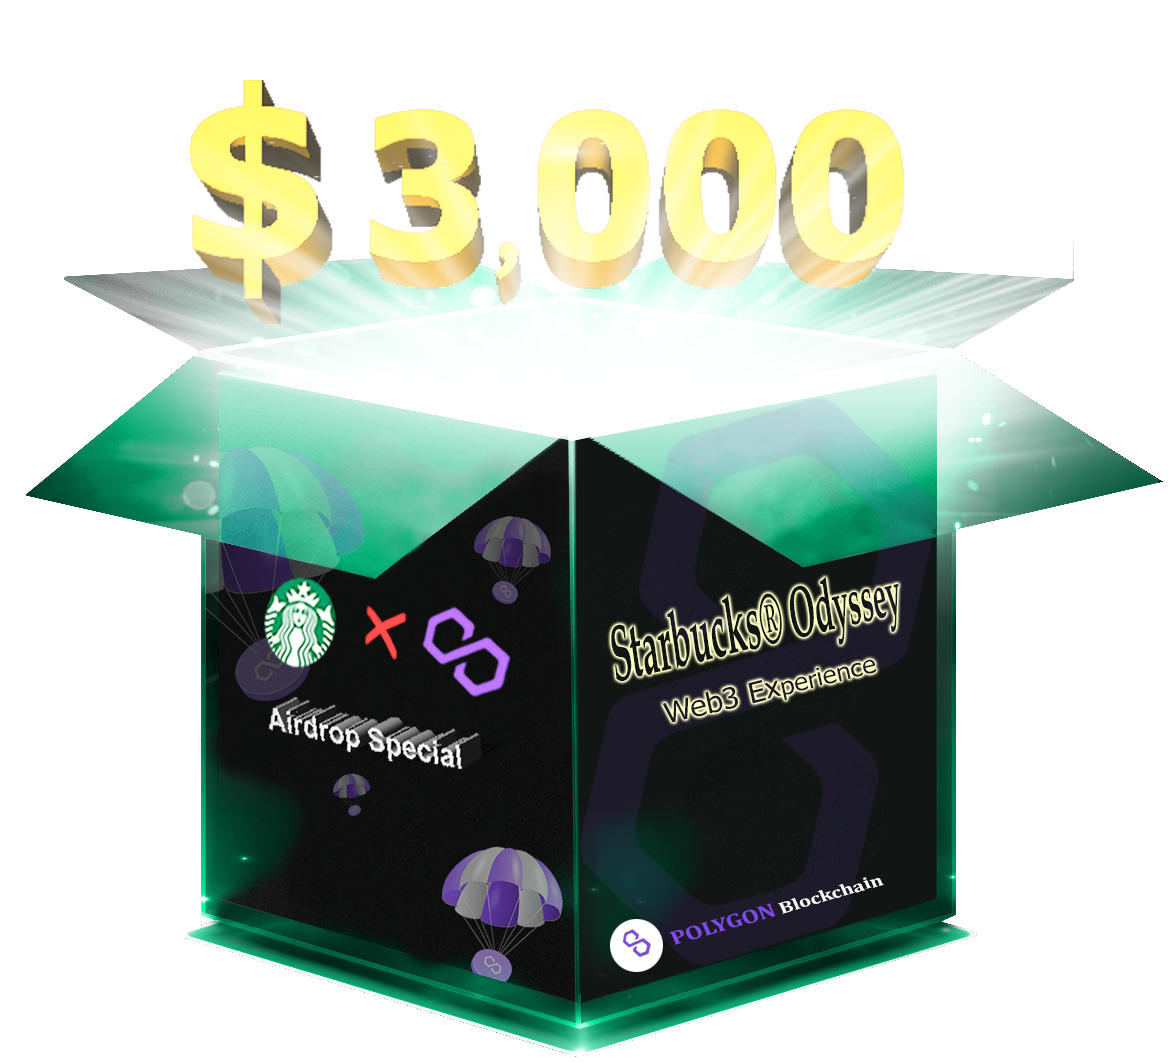 $3,000
Airdrop Special
Starbucks® Odyssey
Web3 Experience
POLYGON Blockchain